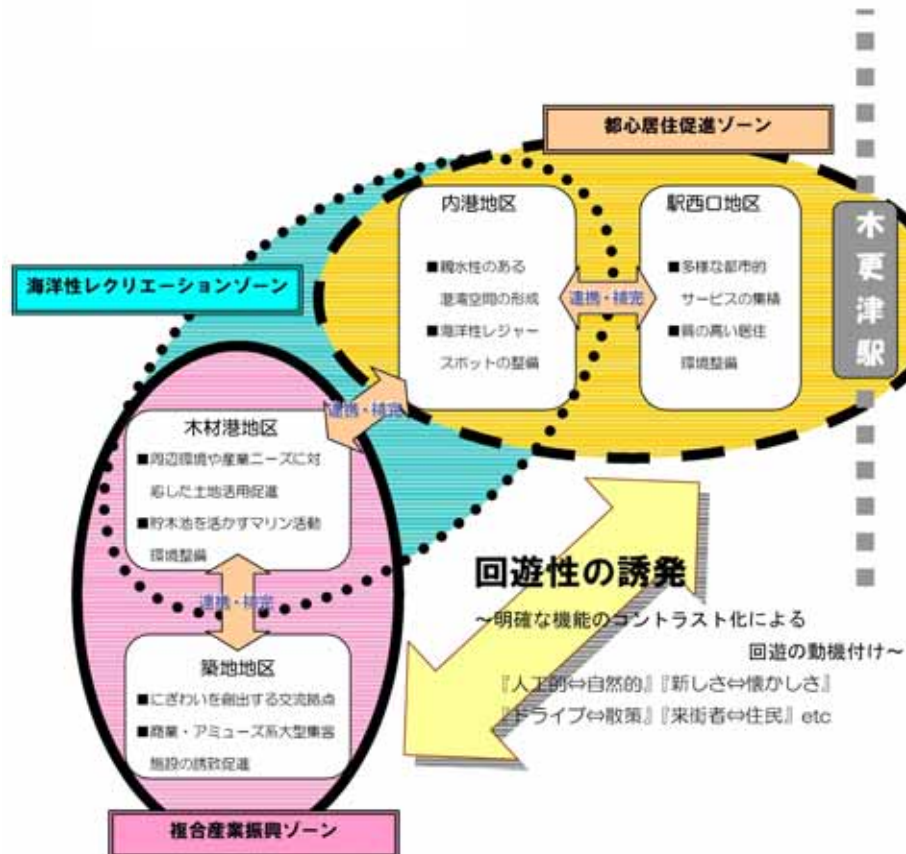 都心居住促進ゾーン
内港地区
■親水性のある
港湾空間の形成
■海洋性レジャー
スポットの整備
連携・補完
駅西口地区
■多様な都市的
サービスの集積
■質の高い居住
環境整備
木更津駅
海洋性レクリエーションゾーン
連携・補完
木材港地区
■周辺環境や産業ニーズに対
応した土地活用促進
■貯木池を活かすマリン活動
環境整備
連携・補完
築地地区
■にぎわいを創出する交流拠点
■商業・アミューズ系大型集客
施設の誘致促進
複合産業振興ゾーン
回遊性の誘発
～明確な機能のコントラスト化による
回遊の動機付け～
『人工的⇔自然的』『新しさ⇔懐かしさ』
『ドライブ⇔散策』『来街者⇔住民』etc